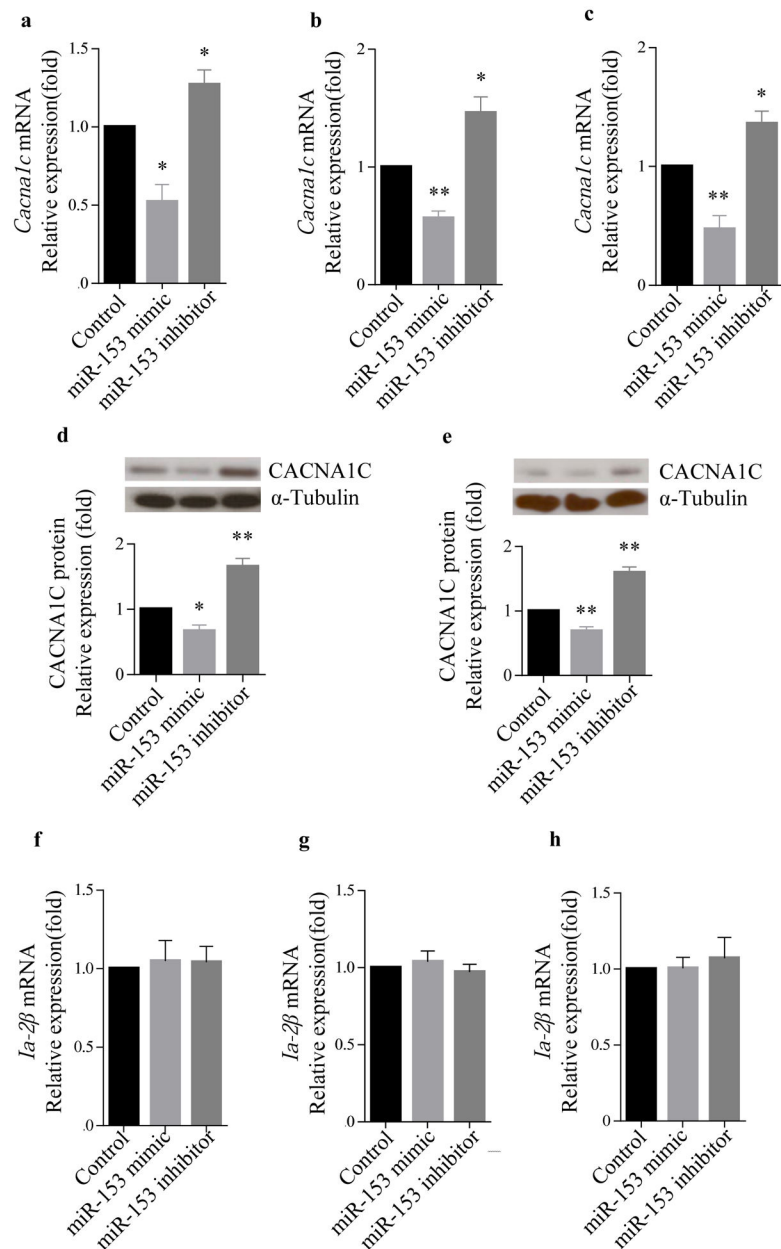 a
Cacna1c mRNA
Relative expression(fold)
1.5
1.0
0.5
.0
*
*
Control
miR-153 mimic
miR-153 inhibitor
b
Cacna1c mRNA
Relative expression(fold)
2
1
0
**
*
Control
miR-153 mimic
miR-153 inhibitor
c
Cacna1c mRNA
Relative expression(fold)
2
1
0
**
*
Control
miR-153 mimic
miR-153 inhibitor
d
CACNA1C
α-Tubulin
CACNA1C protein
Relative expression (fold)
2
1
0
*
**
Control
miR-153 mimic
miR-153 inhibitor
e
CACNA1C
α-Tubulin
CACNA1C protein
Relative expression (fold)
2
1
0
**
**
Control
miR-153 mimic
miR-153 inhibitor
f
Ia-2β mRNA
Relative expression(fold)
1.5
1.0
0.5
.0
Control
miR-153 mimic
miR-153 inhibitor
g
Ia-2β mRNA
Relative expression(fold)
1.5
1.0
0.5
0
Control
miR-153 mimic
miR-153 inhibitor
h
Ia-2β mRNA
Relative expression(fold)
1.5
1.0
0.5
.0
Control
miR-153 mimic
miR-153 inhibitor